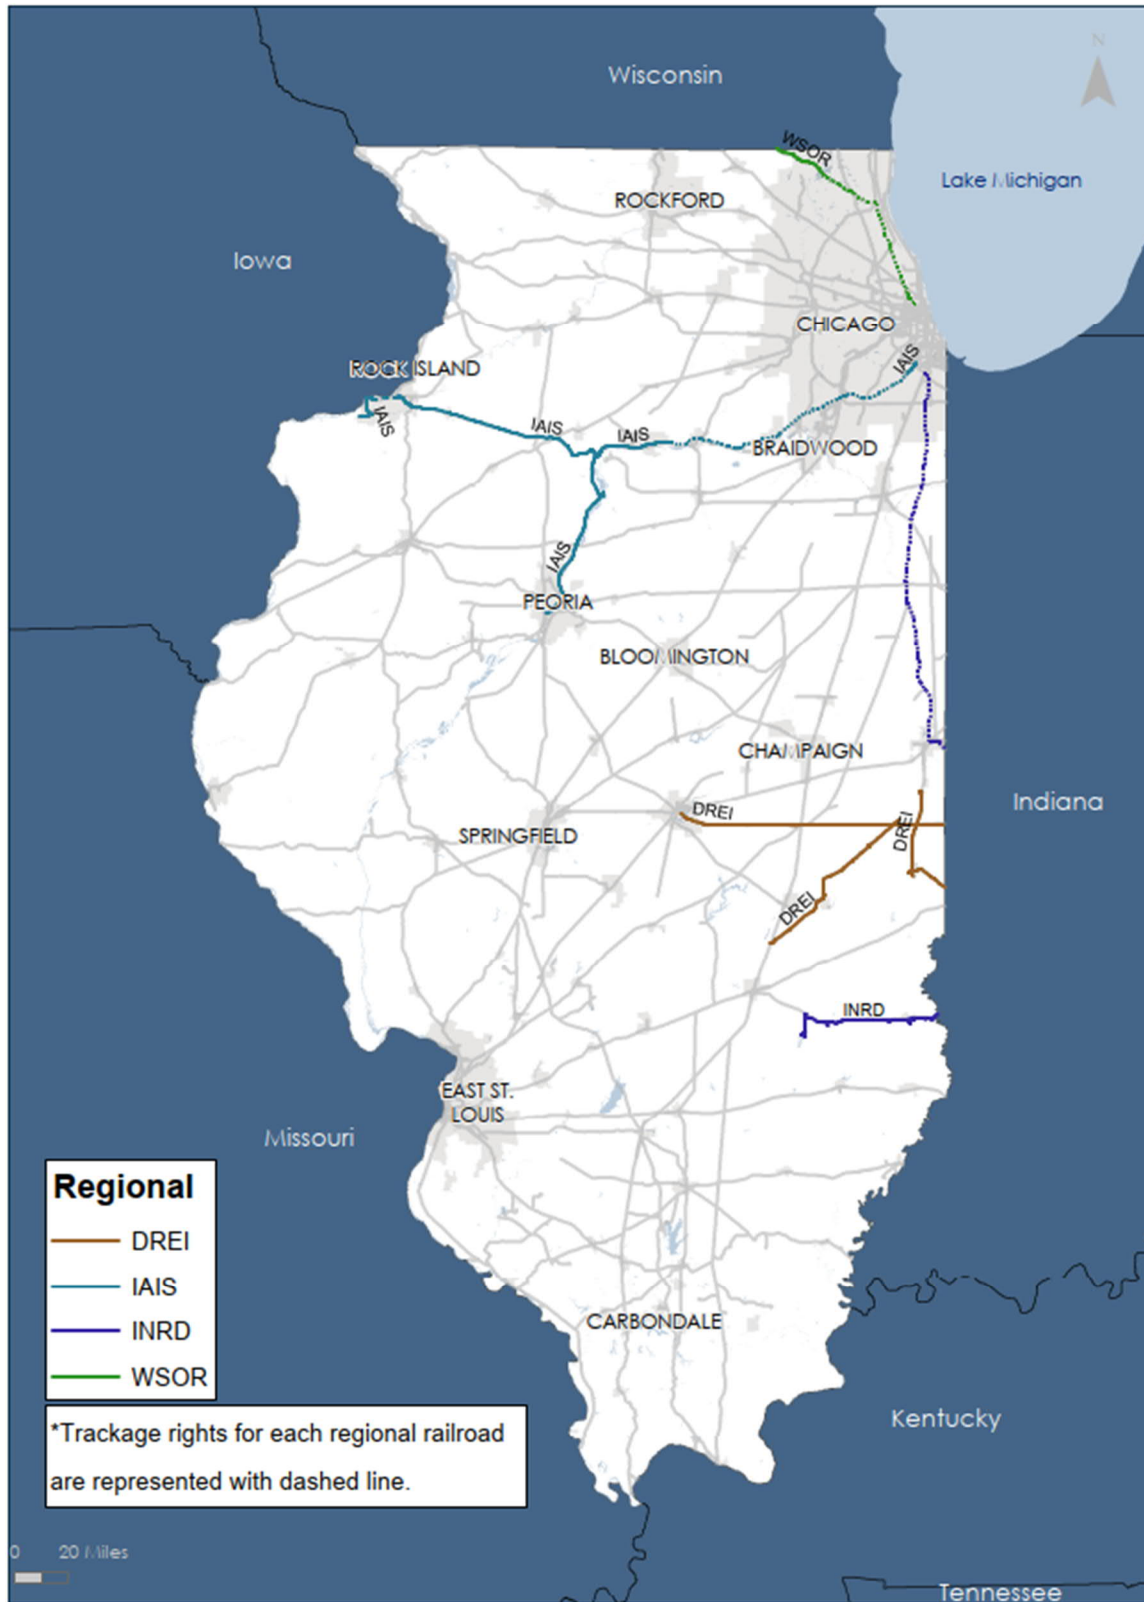 N
Wisconsin
WSOR
Lake Michigan
ROCKFORD
Iowa
CHICAGO
IAIS
ROCK ISLAND
IAIS
IAIS
IAIS
BRAIDWOOD
IAIS
PEORIA
BLOOMINGTON
CHAMPAIGN
Indiana
DREI
DREI
SPRINGFIELD
DREI
INRD
EAST ST.
LOUIS
Missouri
Regional
DREI
IAIS
INRD
WSOR
CARBONDALE
Kentucky
*Trackage rights for each regional railroad
are represented with dashed line.
0 20 Miles
Tennessee